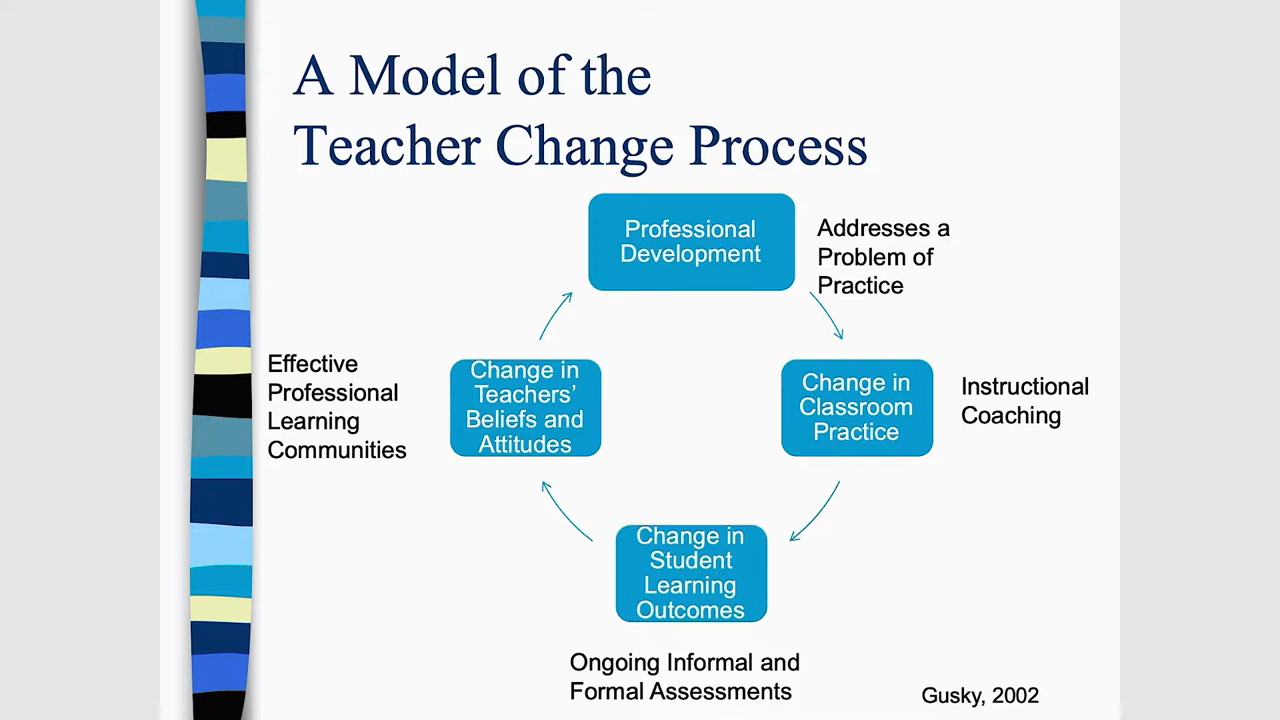 A Model of the
Teacher Change Process
Professional
Development
Addresses a
Problem of
Practice
Change in
Classroom
Practice
Instructional
Coaching
Change in
Student
Learning
Outcomes
Ongoing Informal and
Formal Assessments
Change in
Teachers’
Beliefs and
Attitudes
Effective
Professional
Learning
Communities
Gusky, 2002